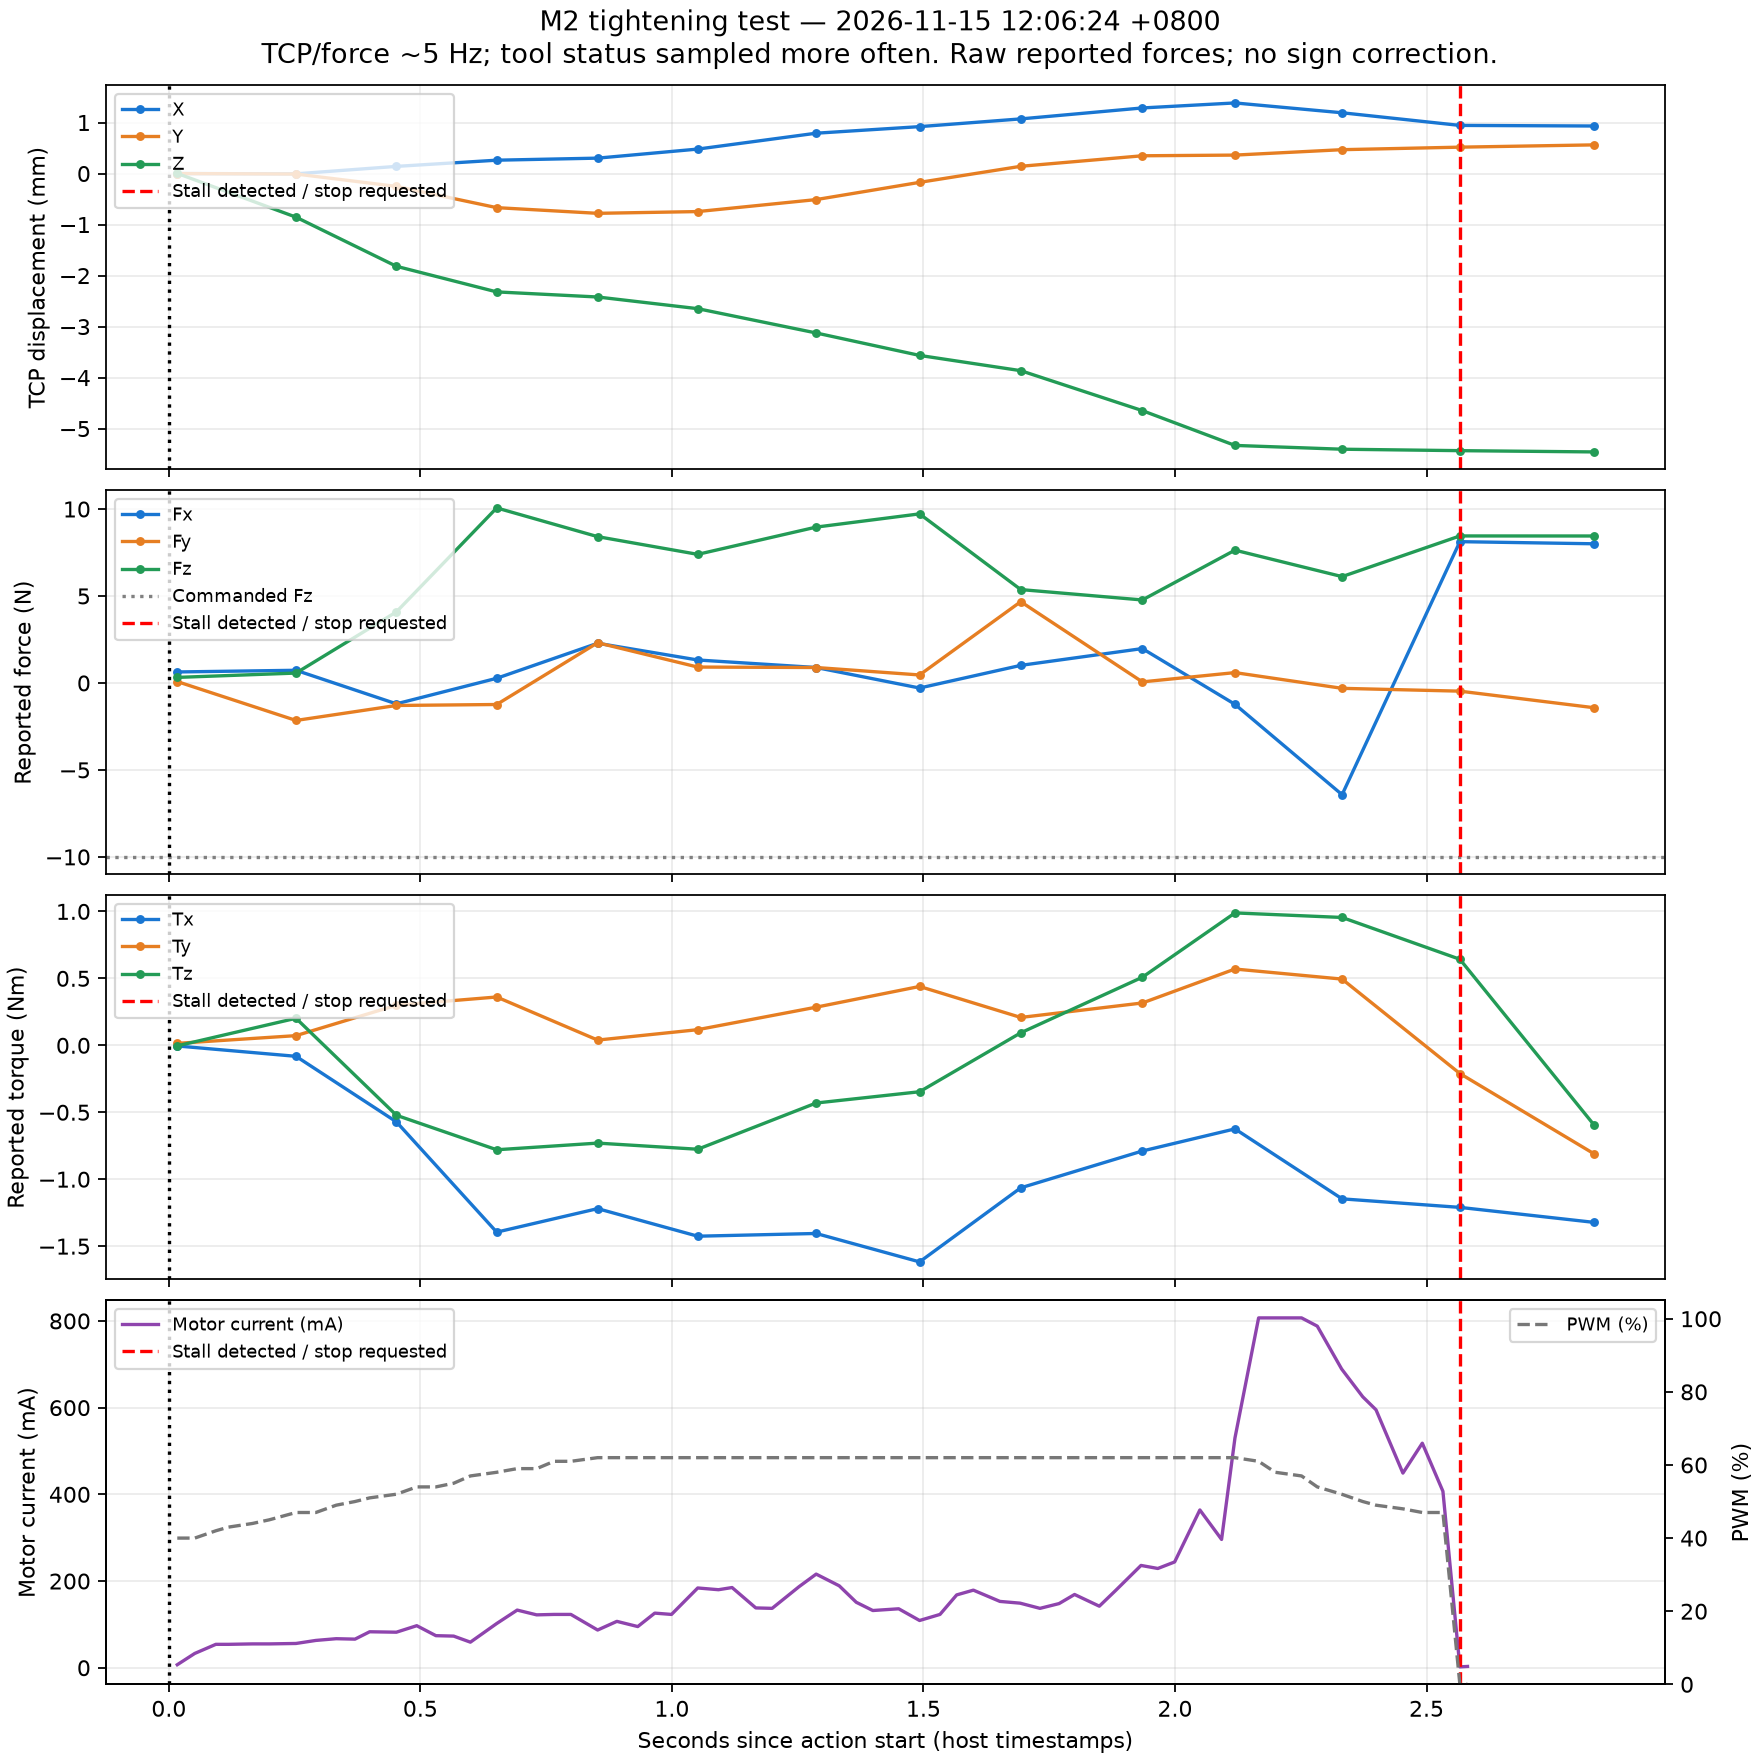 M2 tightening test — 2026-11-15 12:06:24 +0800
TCP/force ~5 Hz; tool status sampled more often. Raw reported forces; no sign correction.
TCP displacement (mm)
1
0
−1
−2
−3
−4
−5
X
Y
Z
Stall detected / stop requested
Reported force (N)
10
5
0
−5
−10
Fx
Fy
Fz
Commanded Fz
Stall detected / stop requested
Reported torque (Nm)
1.0
0.5
0.0
−0.5
−1.0
−1.5
Tx
Ty
Tz
Stall detected / stop requested
Motor current (mA)
800
600
400
200
0
Motor current (mA)
Stall detected / stop requested
PWM (%)
100
80
60
40
20
0
PWM (%)
0.0 0.5 1.0 1.5 2.0 2.5
Seconds since action start (host timestamps)